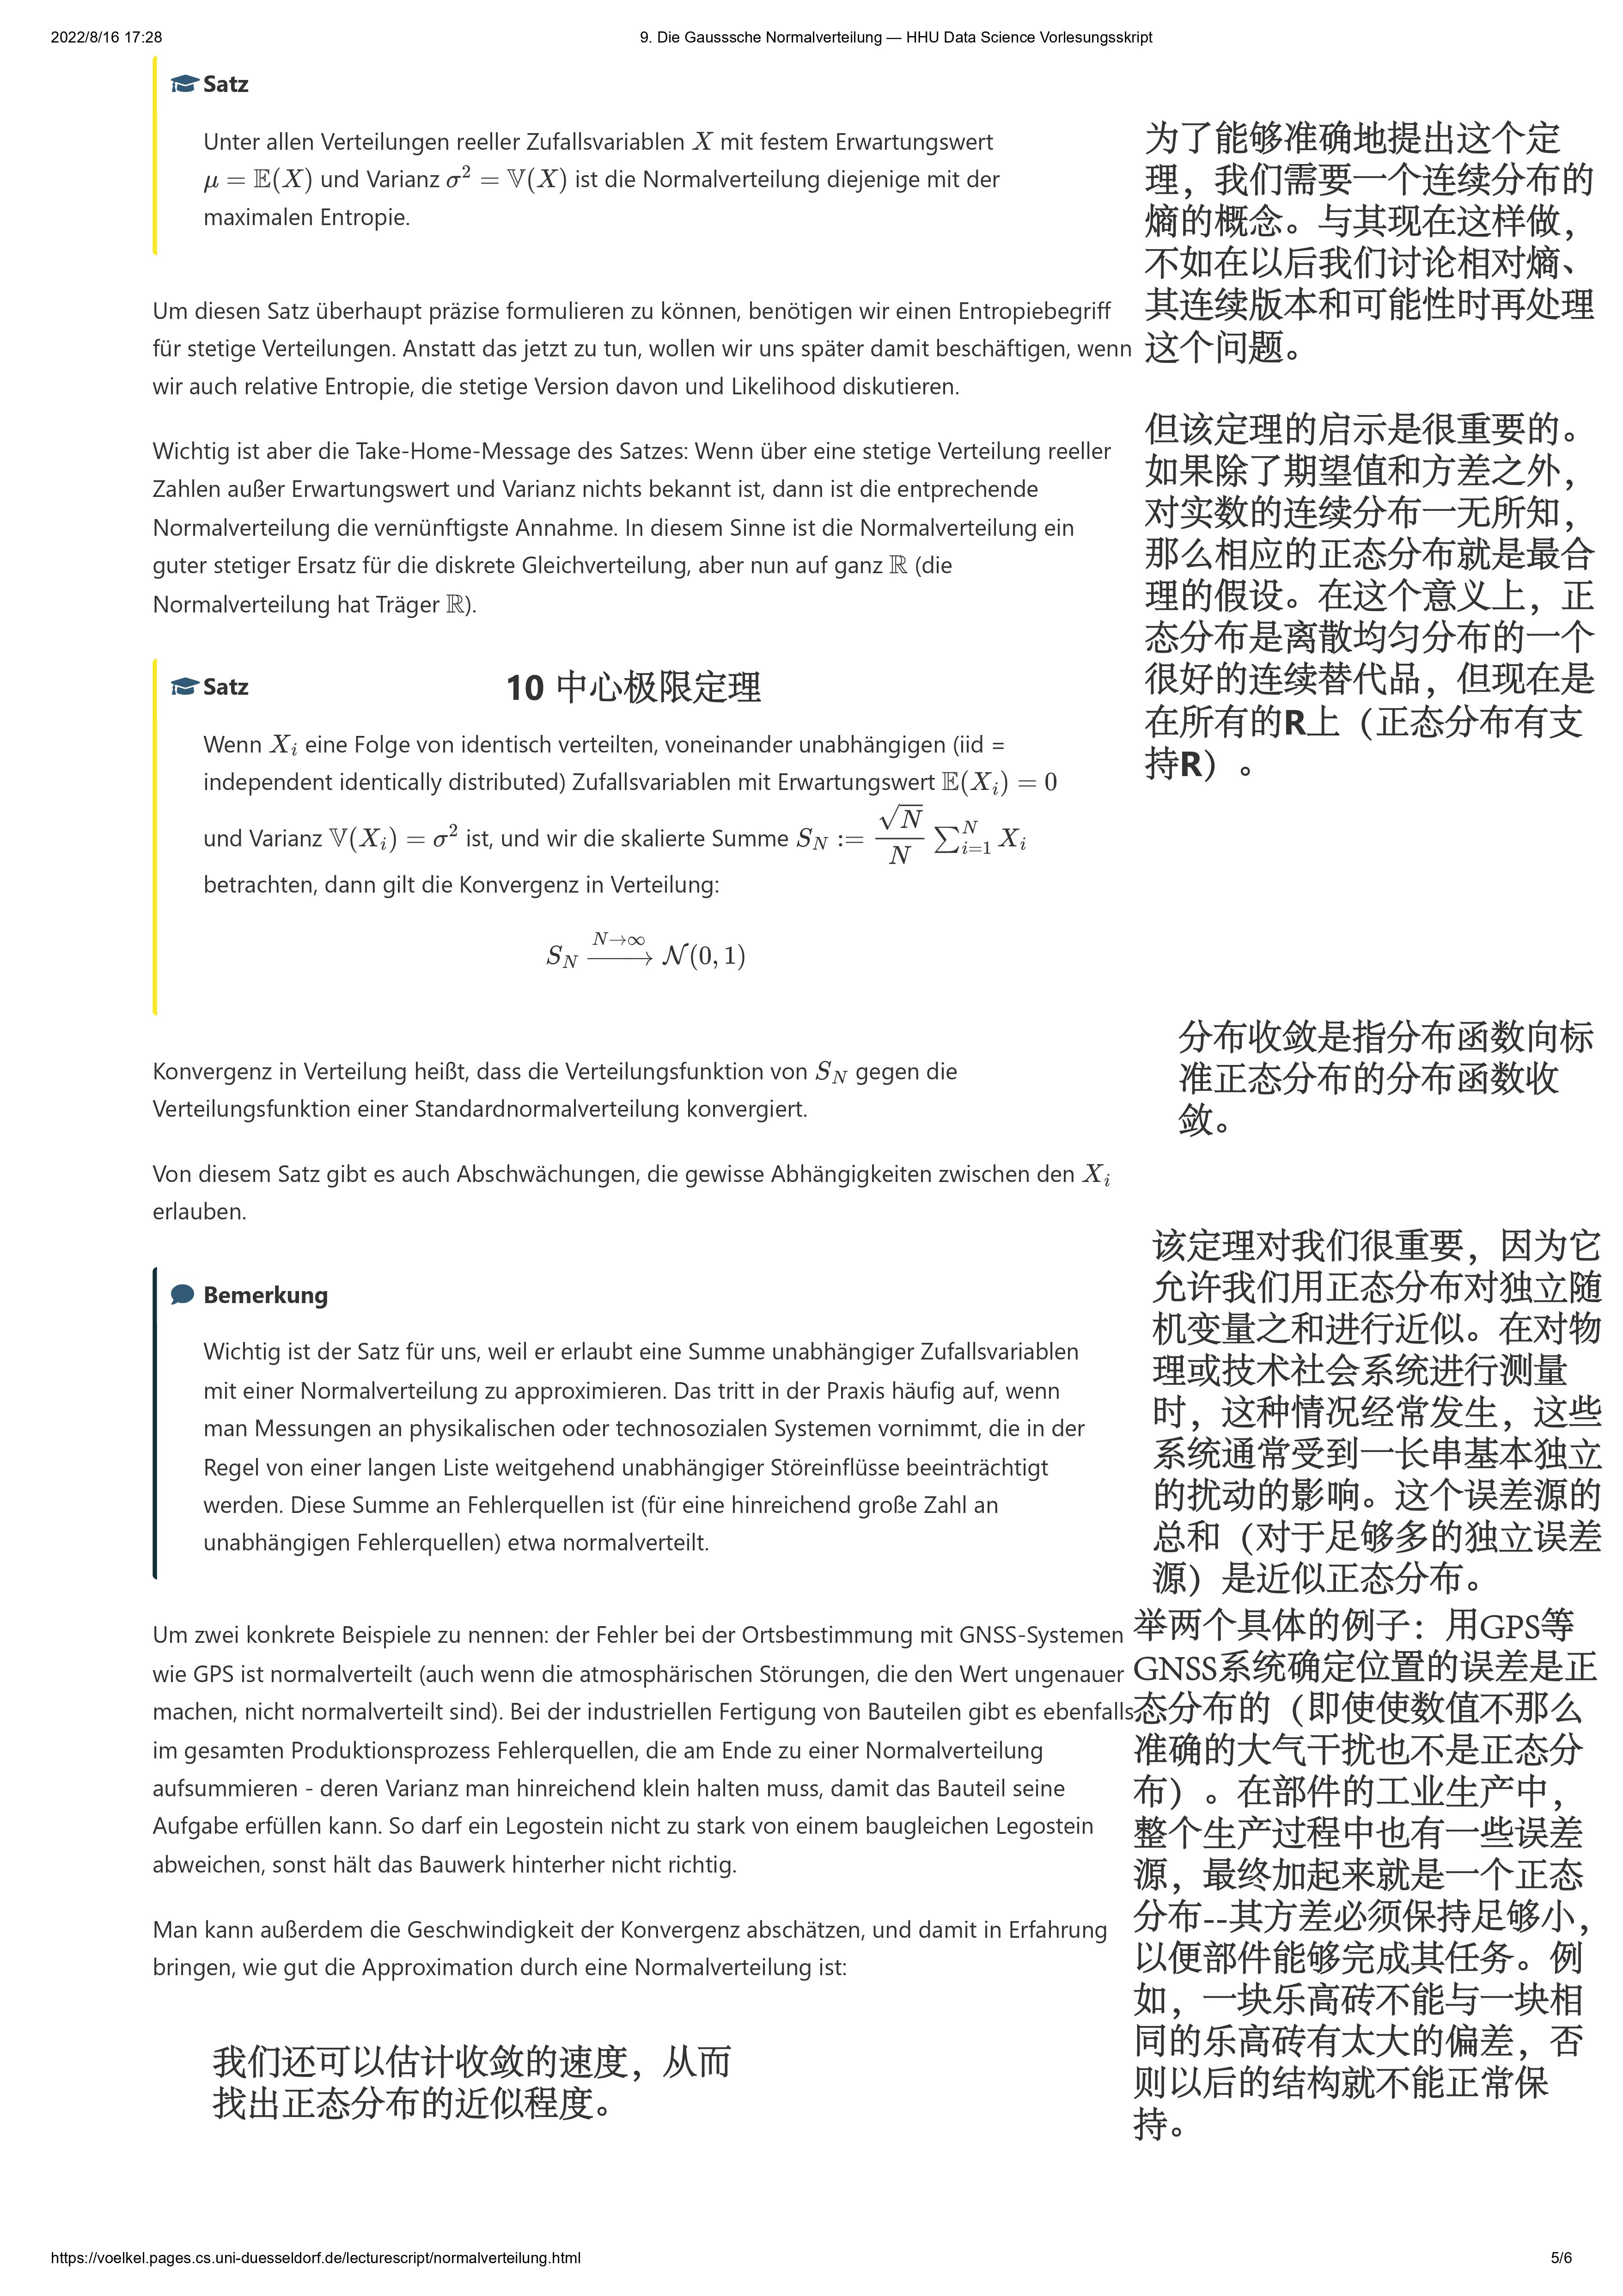 2022/8/16 17:28
9. Die Gausssche Normalverteilung — HHU Data Science Vorlesungsskript
Satz
Unter allen Verteilungen reeller Zufallsvariablen X mit festem Erwartungswert
μ = 𝔼(X) und Varianz σ² = 𝕍(X) ist die Normalverteilung diejenige mit der
maximalen Entropie.
为了能够准确地提出这个定
理，我们需要一个连续分布的
熵的概念。与其现在这样做，
不如在以后我们讨论相对熵、
其连续版本和可能性时再处理
这个问题。
Um diesen Satz überhaupt präzise formulieren zu können, benötigen wir einen Entropiebegriff
für stetige Verteilungen. Anstatt das jetzt zu tun, wollen wir uns später damit beschäftigen, wenn
wir auch relative Entropie, die stetige Version davon und Likelihood diskutieren.
Wichtig ist aber die Take-Home-Message des Satzes: Wenn über eine stetige Verteilung reeller
Zahlen außer Erwartungswert und Varianz nichts bekannt ist, dann ist die entprechende
Normalverteilung die vernünftigste Annahme. In diesem Sinne ist die Normalverteilung ein
guter stetiger Ersatz für die diskrete Gleichverteilung, aber nun auf ganz ℝ (die
Normalverteilung hat Träger ℝ).
但该定理的启示是很重要的。
如果除了期望值和方差之外，
对实数的连续分布一无所知，
那么相应的正态分布就是最合
理的假设。在这个意义上，正
态分布是离散均匀分布的一个
很好的连续替代品，但现在是
在所有的R上（正态分布有支
持R）。
Satz
10 中心极限定理
Wenn X_i eine Folge von identisch verteilten, voneinander unabhängigen (iid =
independent identically distributed) Zufallsvariablen mit Erwartungswert 𝔼(X_i) = 0
und Varianz 𝕍(X_i) = σ² ist, und wir die skalierte Summe S_N := √N/N ∑_{i=1}^N X_i
betrachten, dann gilt die Konvergenz in Verteilung:
S_N →^{N→∞} 𝒩(0, 1)
Konvergenz in Verteilung heißt, dass die Verteilungsfunktion von S_N gegen die
Verteilungsfunktion einer Standardnormalverteilung konvergiert.
分布收敛是指分布函数向标
准正态分布的分布函数收
敛。
Von diesem Satz gibt es auch Abschwächungen, die gewisse Abhängigkeiten zwischen den X_i
erlauben.
Bemerkung
Wichtig ist der Satz für uns, weil er erlaubt eine Summe unabhängiger Zufallsvariablen
mit einer Normalverteilung zu approximieren. Das tritt in der Praxis häufig auf, wenn
man Messungen an physikalischen oder technosozialen Systemen vornimmt, die in der
Regel von einer langen Liste weitgehend unabhängiger Störeinflüsse beeinträchtigt
werden. Diese Summe an Fehlerquellen ist (für eine hinreichend große Zahl an
unabhängigen Fehlerquellen) etwa normalverteilt.
该定理对我们很重要，因为它
允许我们用正态分布对独立随
机变量之和进行近似。在对物
理或技术社会系统进行测量
时，这种情况经常发生，这些
系统通常受到一长串基本独立
的扰动的影响。这个误差源的
总和（对于足够多的独立误差
源）是近似正态分布。
Um zwei konkrete Beispiele zu nennen: der Fehler bei der Ortsbestimmung mit GNSS-Systemen
wie GPS ist normalverteilt (auch wenn die atmosphärischen Störungen, die den Wert ungenauer
machen, nicht normalverteilt sind). Bei der industriellen Fertigung von Bauteilen gibt es ebenfalls
im gesamten Produktionsprozess Fehlerquellen, die am Ende zu einer Normalverteilung
aufsummieren - deren Varianz man hinreichend klein halten muss, damit das Bauteil seine
Aufgabe erfüllen kann. So darf ein Legostein nicht zu stark von einem baugleichen Legostein
abweichen, sonst hält das Bauwerk hinterher nicht richtig.
举两个具体的例子：用GPS等
GNSS系统确定位置的误差是正
态分布的（即使使数值不那么
准确的大气干扰也不是正态分
布）。在部件的工业生产中，
整个生产过程中也有一些误差
源，最终加起来就是一个正态
分布--其方差必须保持足够小，
以便部件能够完成其任务。例
如，一块乐高砖不能与一块相
同的乐高砖有太大的偏差，否
则以后的结构就不能正常保
持。
Man kann außerdem die Geschwindigkeit der Konvergenz abschätzen, und damit in Erfahrung
bringen, wie gut die Approximation durch eine Normalverteilung ist:
我们还可以估计收敛的速度，从而
找出正态分布的近似程度。
https://voelkel.pages.cs.uni-duesseldorf.de/lecturescript/normalverteilung.html
5/6